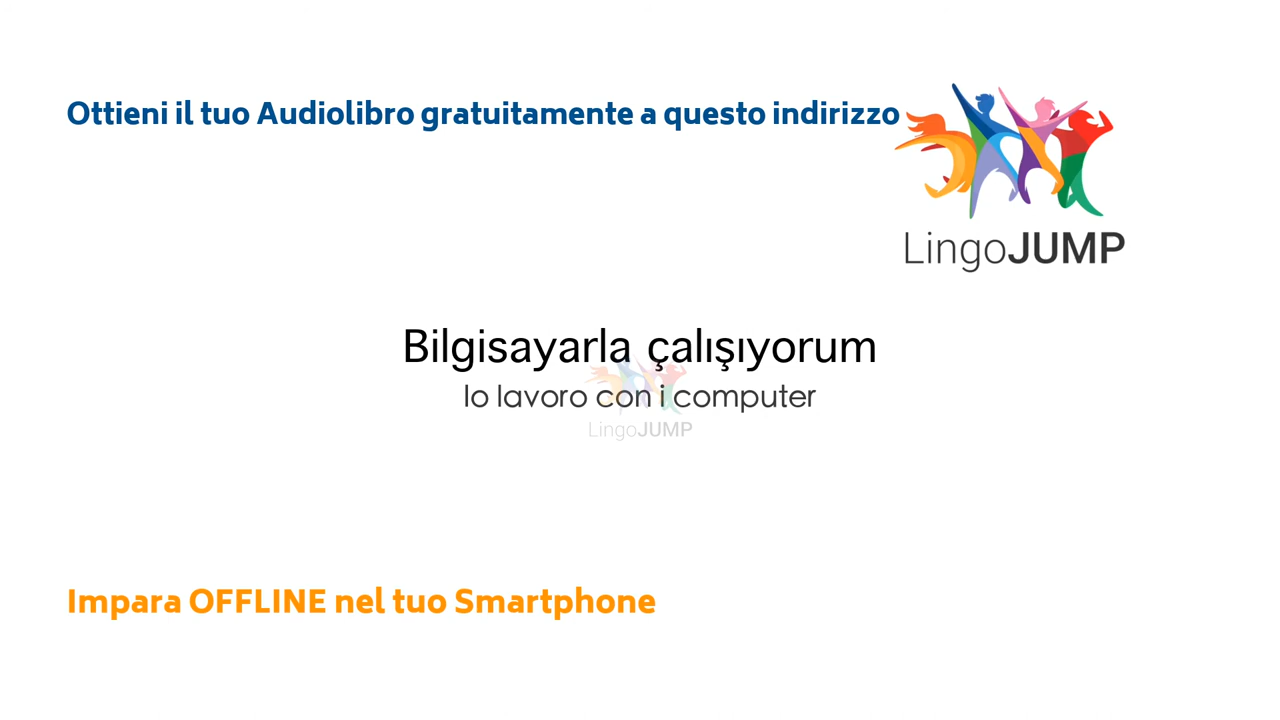 Ottieni il tuo Audiolibro gratuitamente a questo indirizzo
LingoJUMP
Bilgisayarla çalışıyorum
Io lavoro con i computer
LingoJUMP
Impara OFFLINE nel tuo Smartphone